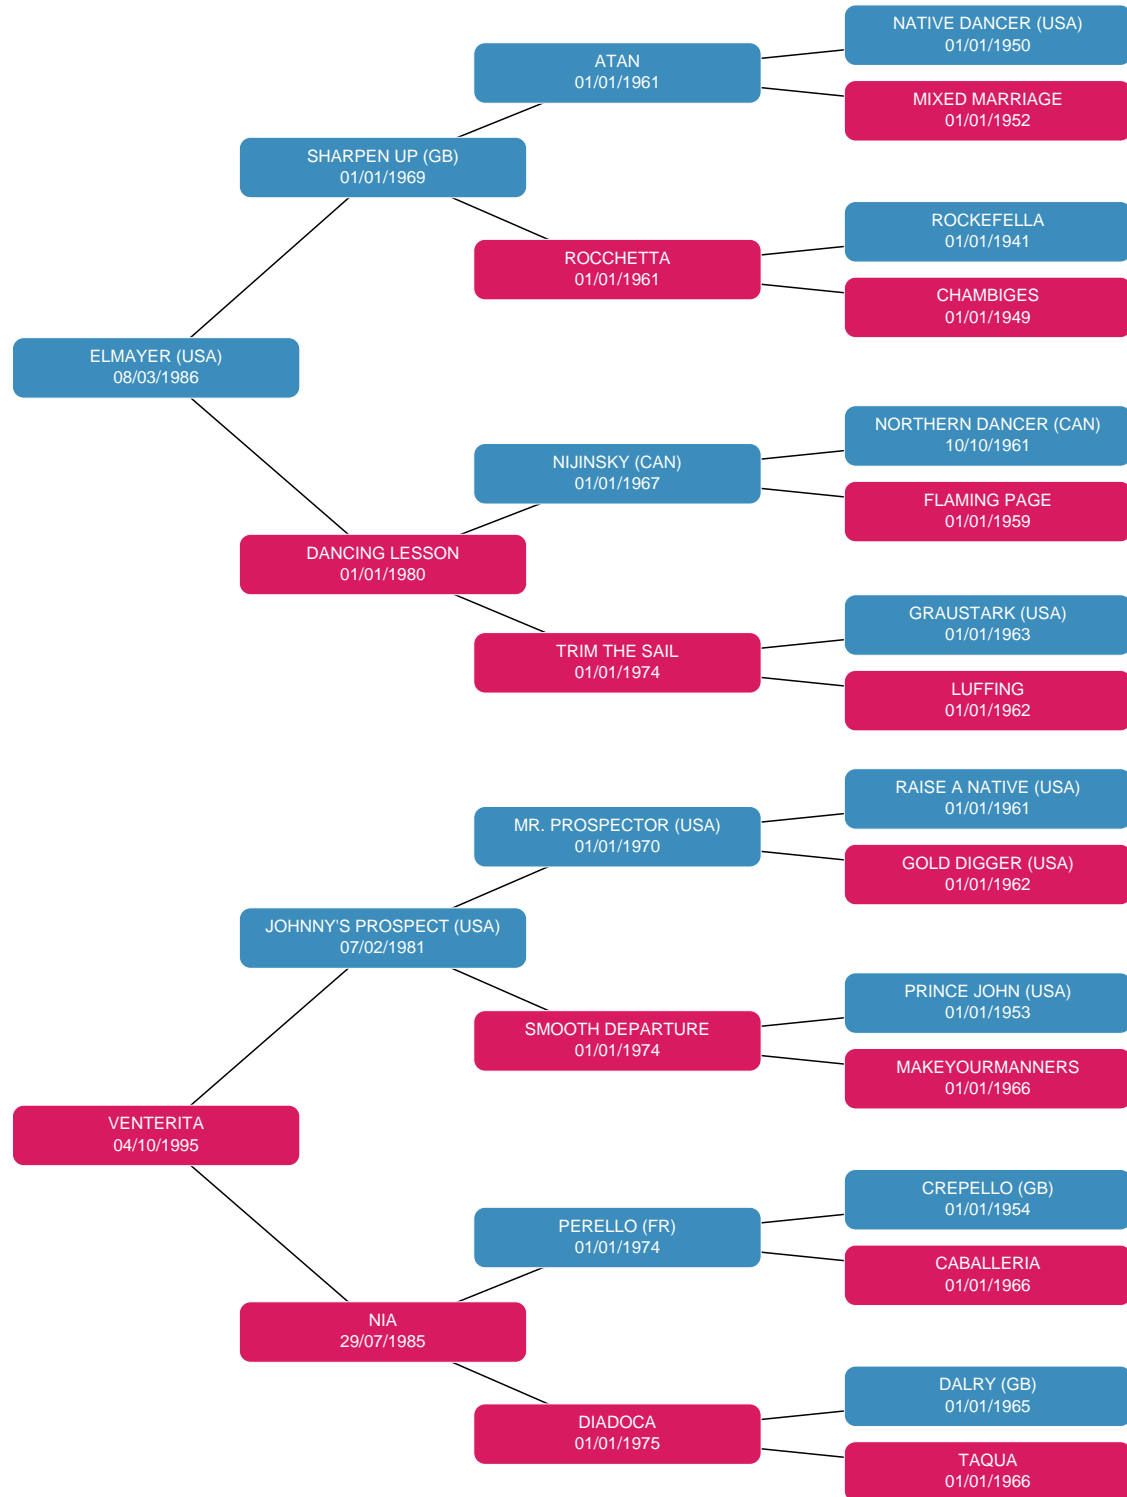 NATIVE DANCER (USA)
01/01/1950
ATAN
01/01/1961
MIXED MARRIAGE
01/01/1952
SHARPEN UP (GB)
01/01/1969
ROCKEFELLA
01/01/1941
ROCCHETTA
01/01/1961
CHAMBIGES
01/01/1949
ELMAYER (USA)
08/03/1986
NORTHERN DANCER (CAN)
10/10/1961
NIJINSKY (CAN)
01/01/1967
FLAMING PAGE
01/01/1959
DANCING LESSON
01/01/1980
GRAUSTARK (USA)
01/01/1963
TRIM THE SAIL
01/01/1974
LUFFING
01/01/1962
RAISE A NATIVE (USA)
01/01/1961
MR. PROSPECTOR (USA)
01/01/1970
GOLD DIGGER (USA)
01/01/1962
JOHNNY'S PROSPECT (USA)
07/02/1981
PRINCE JOHN (USA)
01/01/1953
SMOOTH DEPARTURE
01/01/1974
MAKEYOURMANNERS
01/01/1966
VENTERITA
04/10/1995
CREPELLO (GB)
01/01/1954
PERELLO (FR)
01/01/1974
CABALLERIA
01/01/1966
NIA
29/07/1985
DALRY (GB)
01/01/1965
DIADOCA
01/01/1975
TAQUA
01/01/1966